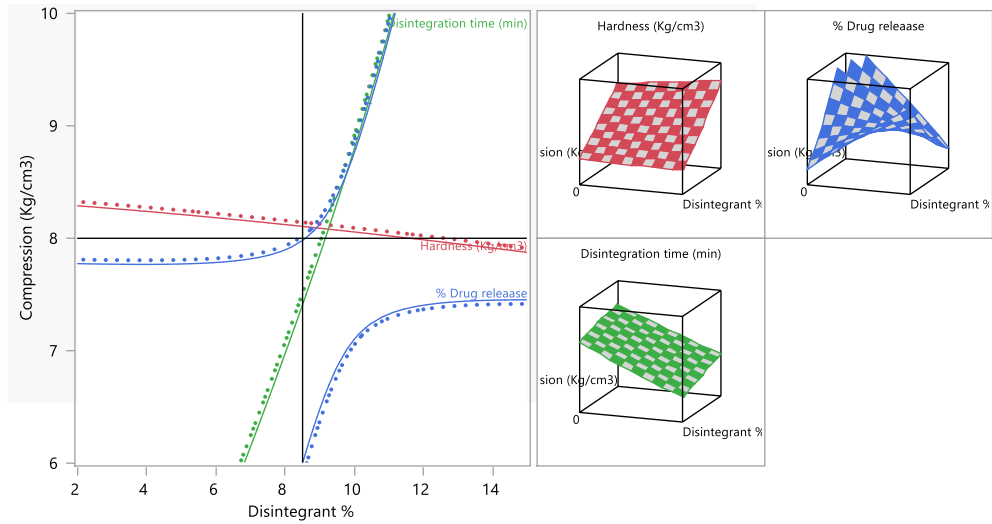 10
9
8
7
6
Compression (Kg/cm3)
2
4
6
8
10
12
14
Disintegrant %
Disintegration time (min)
Hardness (Kg/cm3)
% Drug releaase
Hardness (Kg/cm3)
sion (Kg
0
Disintegrant %
% Drug releaase
sion (Kg/cm3)
0
Disintegrant %
Disintegration time (min)
sion (Kg/cm3)
0
Disintegrant %